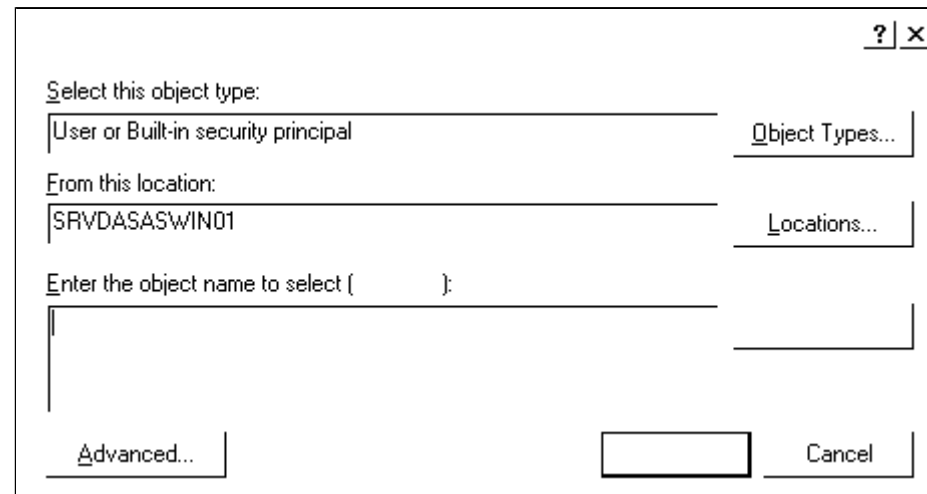 ? ×
Select this object type:
User or Built-in security principal
Object Types...
From this location:
SRVDASASWIN01
Locations...
Enter the object name to select ( ):
Advanced...
Cancel